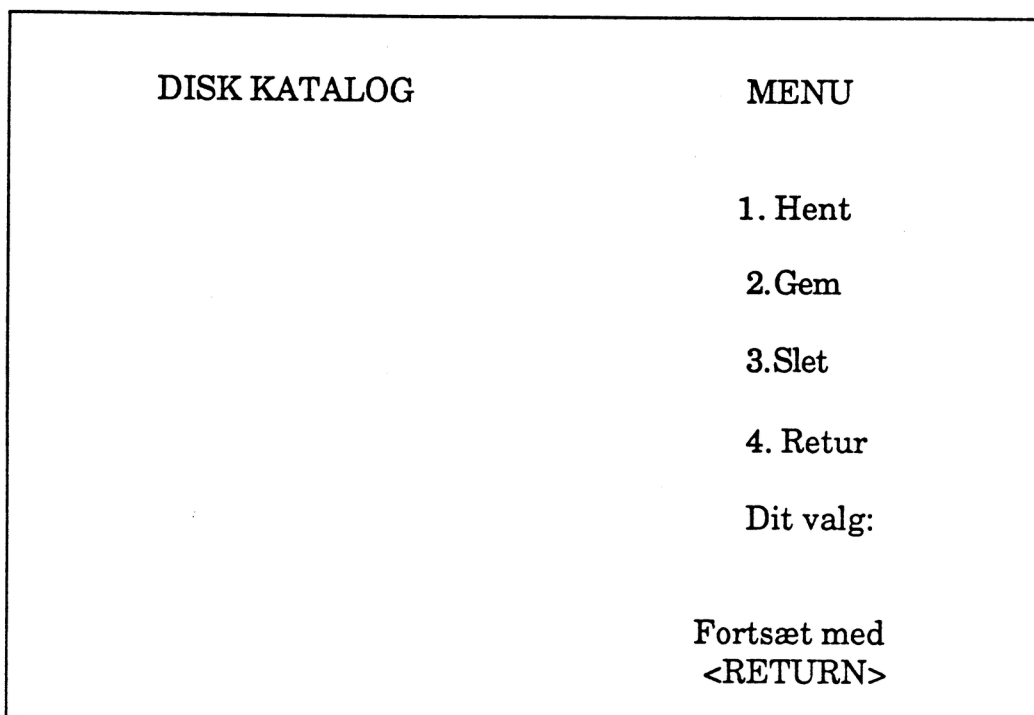 DISK KATALOG
MENU
1. Hent
2.Gem
3.Slet
4. Retur
Dit valg:
Fortsæt med
<RETURN>